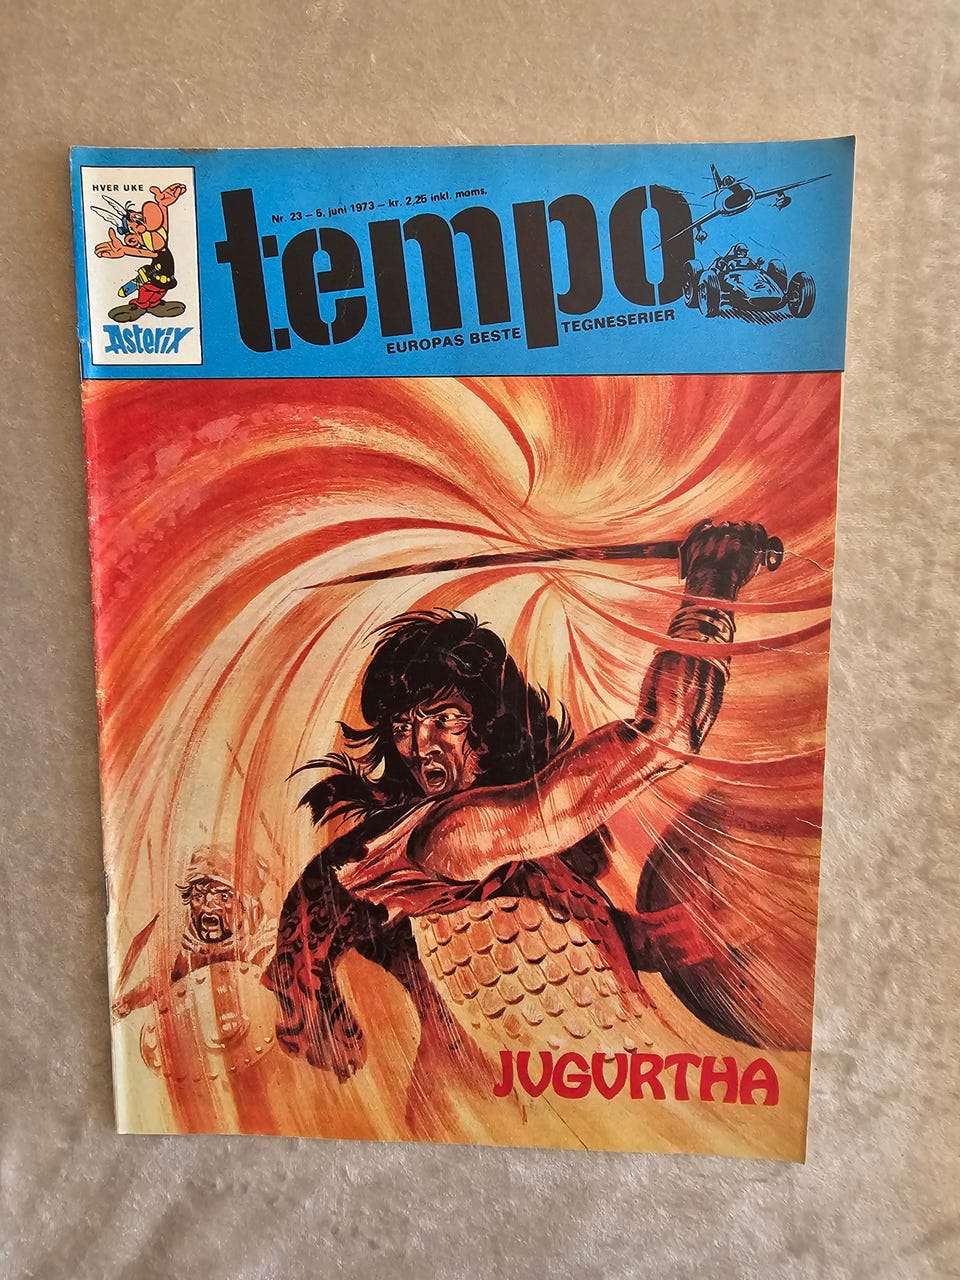 HVER UKE
Asterix
Nr. 23 – 5. juni 1973 – kr. 2,25 inkl. moms.
tempo
EUROPAS BESTE TEGNESERIER
JUGURTHA